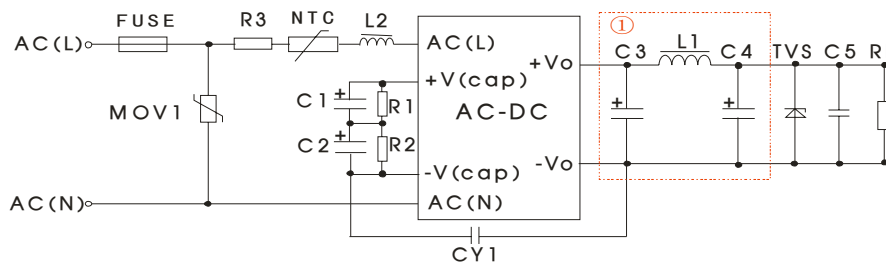 FUSE R3 NTC L2 ① C3 L1 C4 TVS C5 R
AC(L) AC(L) +Vo
+V(cap)
C1 R1
MOV1 AC-DC
C2 R2
-V(cap) -Vo
AC(N) AC(N)
CY1